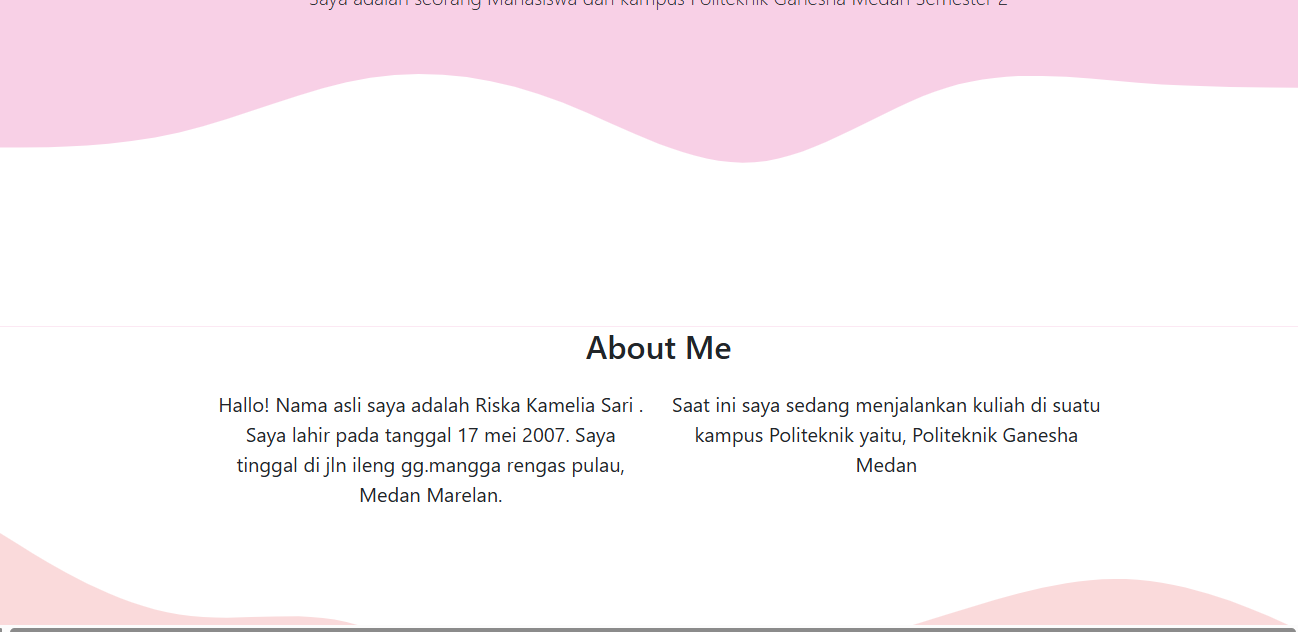 Saya adalah seorang Mahasiswa dari kampus Politeknik Ganesha Medan Semester 2
About Me
Hallo! Nama asli saya adalah Riska Kamelia Sari .
Saya lahir pada tanggal 17 mei 2007. Saya
tinggal di jln ileng gg.mangga rengas pulau,
Medan Marelan.
Saat ini saya sedang menjalankan kuliah di suatu
kampus Politeknik yaitu, Politeknik Ganesha
Medan